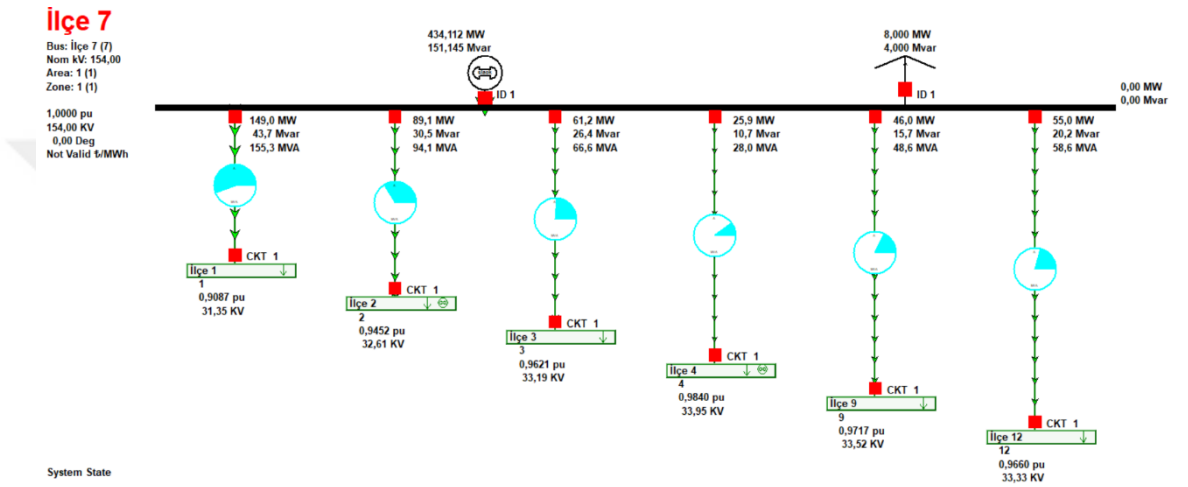 İlçe 7
Bus: İlçe 7 (7)
Nom kV: 154,00
Area: 1 (1)
Zone: 1 (1)
1,0000 pu
154,00 KV
0,00 Deg
Not Valid ₺/MWh
434,112 MW
151,145 Mvar
ID 1
8,000 MW
4,000 Mvar
ID 1
0,00 MW
0,00 Mvar
149,0 MW
43,7 Mvar
155,3 MVA
CKT 1
İlçe 1
1
0,9087 pu
31,35 KV
89,1 MW
30,5 Mvar
94,1 MVA
CKT 1
İlçe 2
2
0,9452 pu
32,61 KV
61,2 MW
26,4 Mvar
66,6 MVA
CKT 1
İlçe 3
3
0,9621 pu
33,19 KV
25,9 MW
10,7 Mvar
28,0 MVA
CKT 1
İlçe 4
4
0,9840 pu
33,95 KV
46,0 MW
15,7 Mvar
48,6 MVA
CKT 1
İlçe 9
9
0,9717 pu
33,52 KV
55,0 MW
20,2 Mvar
58,6 MVA
CKT 1
İlçe 12
12
0,9660 pu
33,33 KV
System State